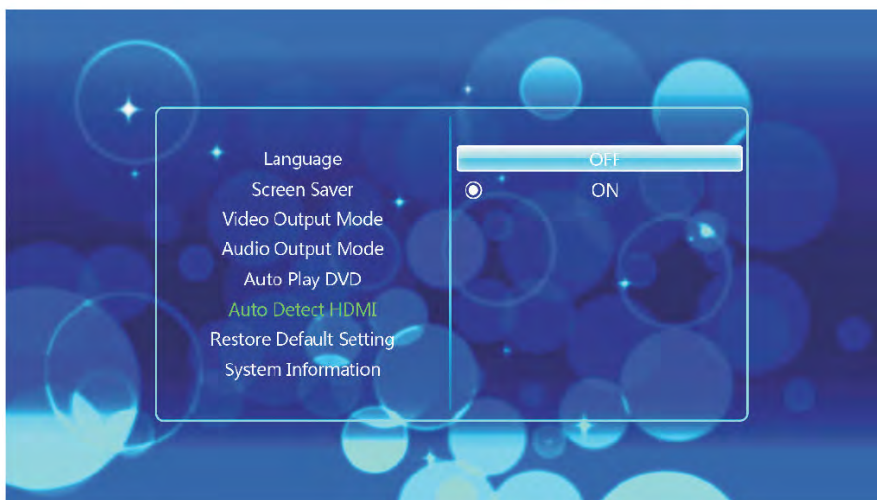 Language
Screen Saver
Video Output Mode
Audio Output Mode
Auto Play DVD
Auto Detect HDMI
Restore Default Setting
System Information
OFF
ON